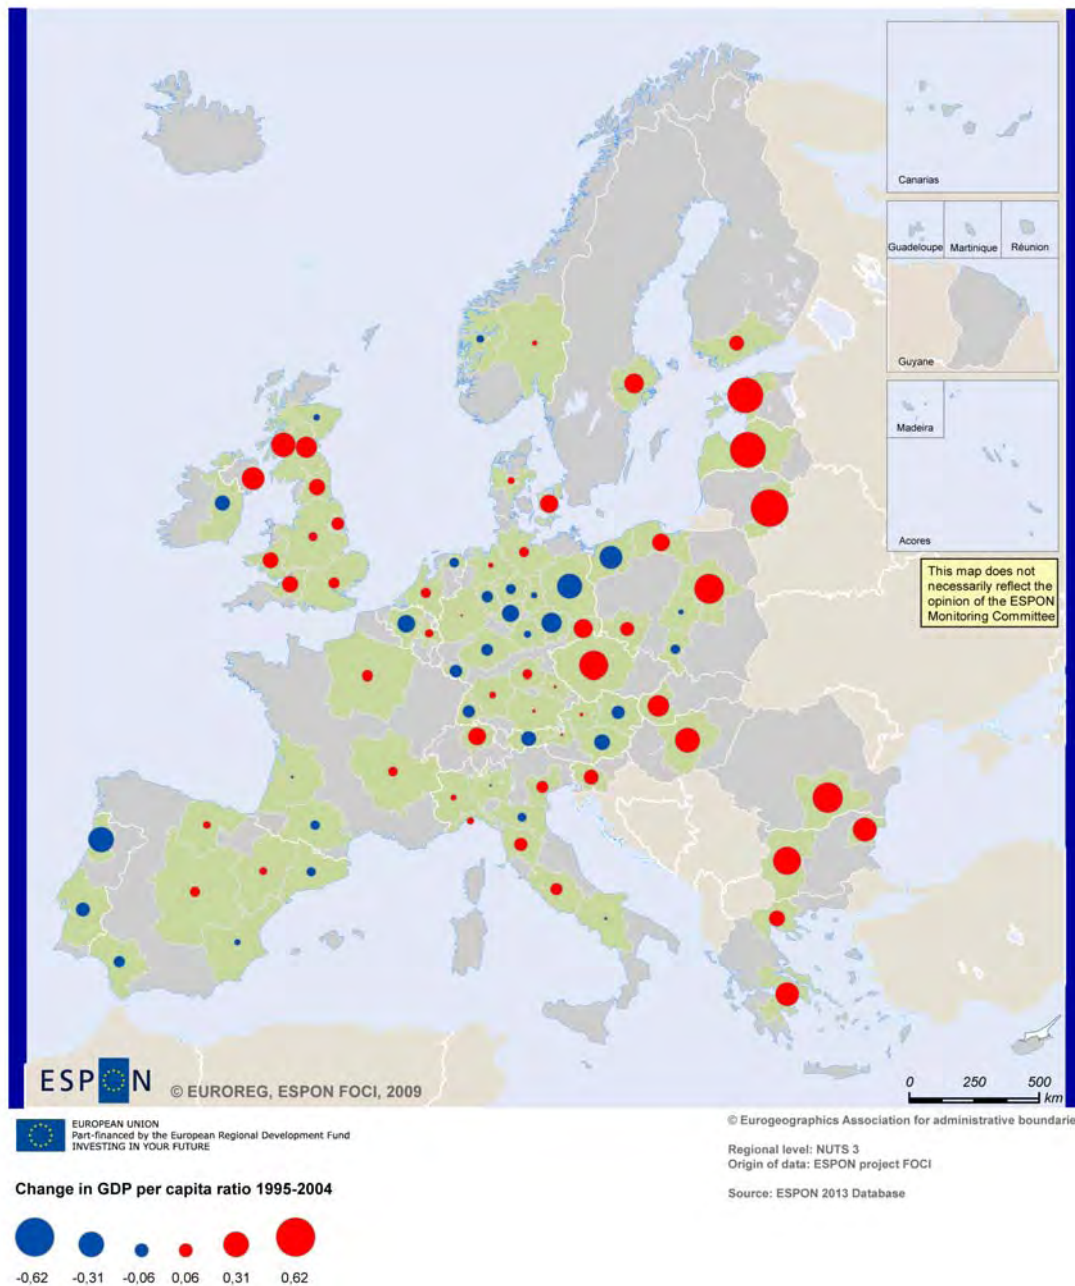 Canarias
Guadeloupe
Martinique
Réunion
Guyane
Madeira
Acores
This map does not
necessarily reflect the
opinion of the ESPON
Monitoring Committee
ESPON
© EUROREG, ESPON FOCI, 2009
0 250 500
km
EUROPEAN UNION
Part-financed by the European Regional Development Fund
INVESTING IN YOUR FUTURE
© Eurogeographics Association for administrative boundarie
Regional level: NUTS 3
Origin of data: ESPON project FOCI
Source: ESPON 2013 Database
Change in GDP per capita ratio 1995-2004
-0,62 -0,31 -0,06 0,06 0,31 0,62